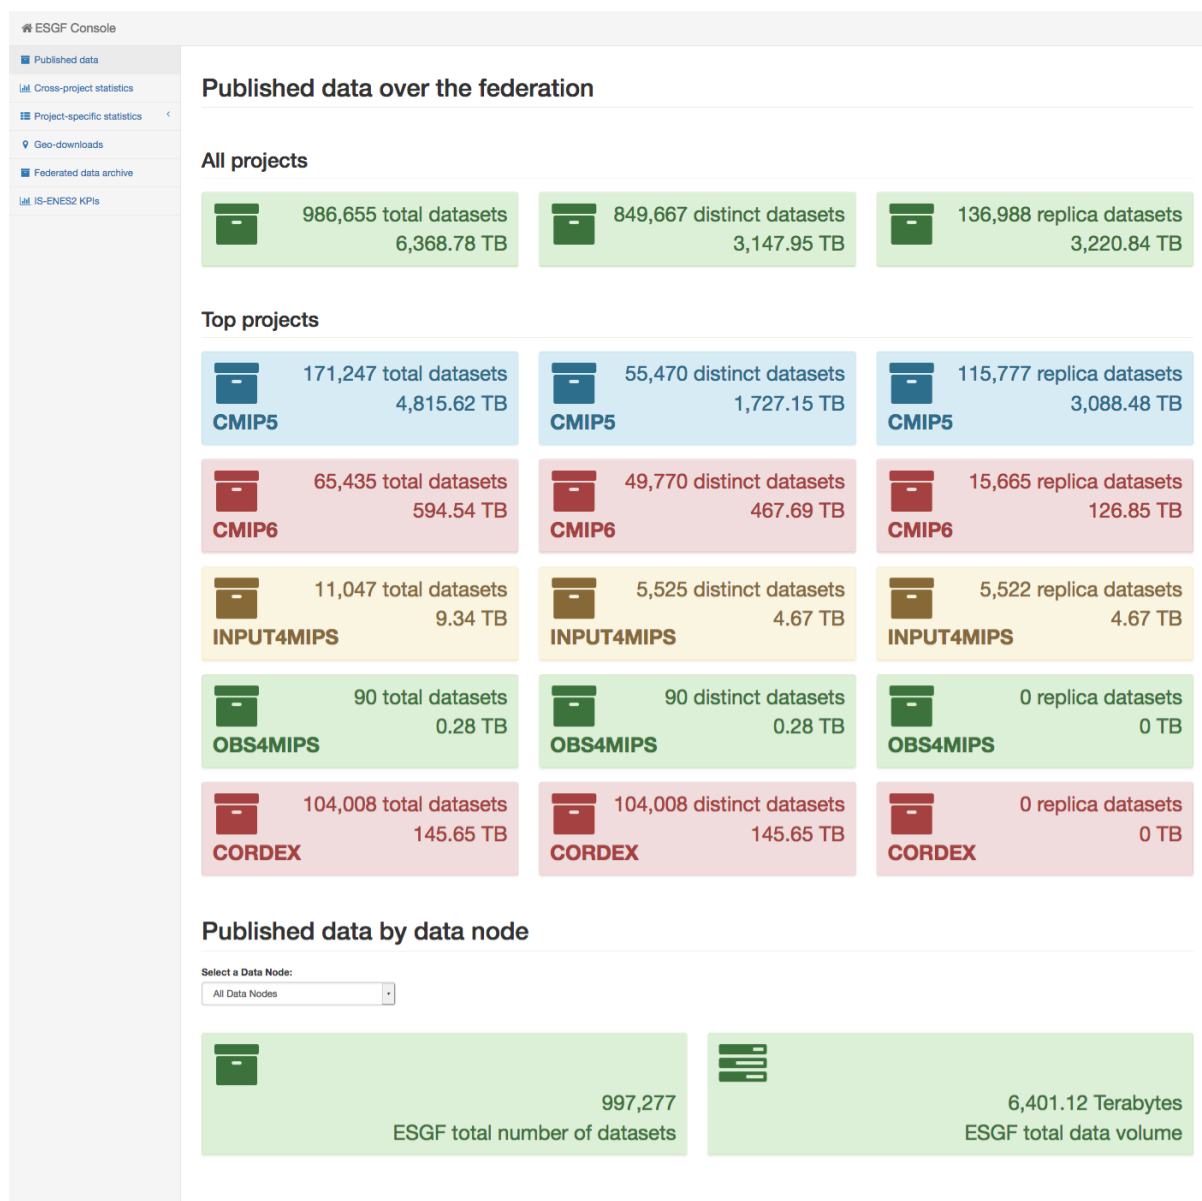 ESGF Console
Published data
Cross-project statistics
Project-specific statistics
Geo-downloads
Federated data archive
IS-ENES2 KPIs
Published data over the federation
All projects
986,655 total datasets
6,368.78 TB
849,667 distinct datasets
3,147.95 TB
136,988 replica datasets
3,220.84 TB
Top projects
171,247 total datasets
4,815.62 TB
CMIP5
55,470 distinct datasets
1,727.15 TB
CMIP5
115,777 replica datasets
3,088.48 TB
CMIP5
65,435 total datasets
594.54 TB
CMIP6
49,770 distinct datasets
467.69 TB
CMIP6
15,665 replica datasets
126.85 TB
CMIP6
11,047 total datasets
9.34 TB
INPUT4MIPS
5,525 distinct datasets
4.67 TB
INPUT4MIPS
5,522 replica datasets
4.67 TB
INPUT4MIPS
90 total datasets
0.28 TB
OBS4MIPS
90 distinct datasets
0.28 TB
OBS4MIPS
0 replica datasets
0 TB
OBS4MIPS
104,008 total datasets
145.65 TB
CORDEX
104,008 distinct datasets
145.65 TB
CORDEX
0 replica datasets
0 TB
CORDEX
Published data by data node
Select a Data Node:
All Data Nodes
997,277
ESGF total number of datasets
6,401.12 Terabytes
ESGF total data volume